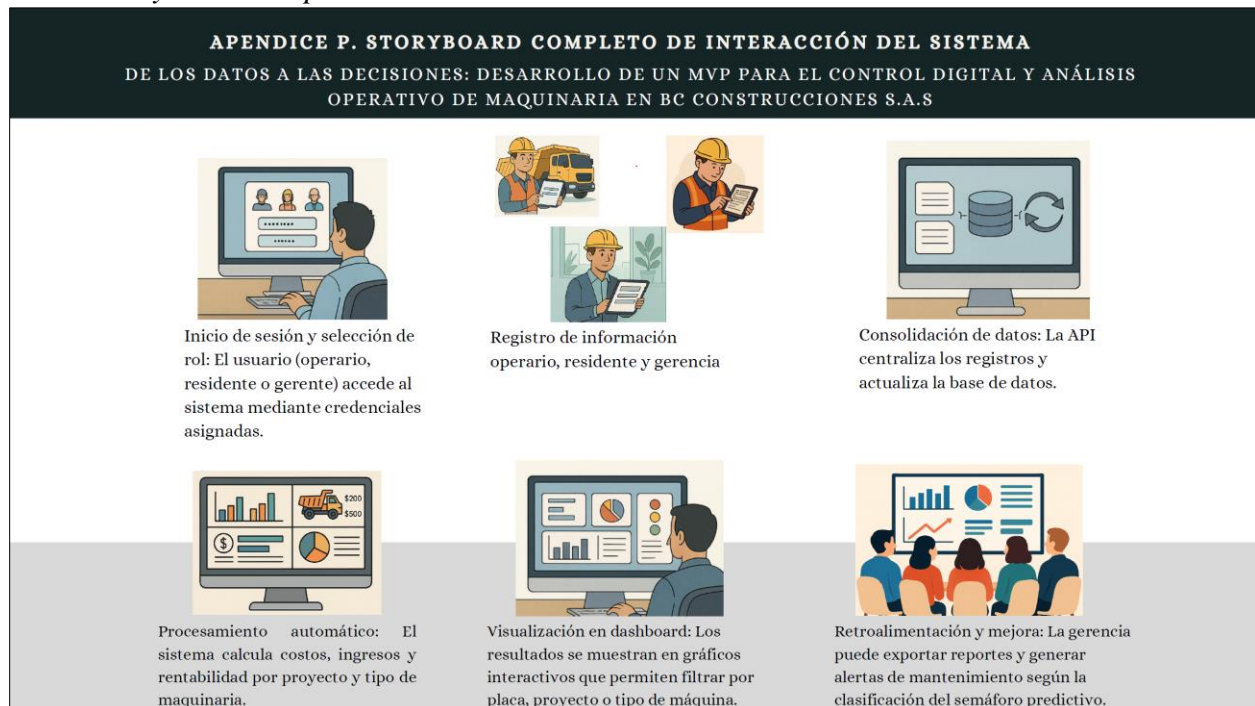 APENDICE P. STORYBOARD COMPLETO DE INTERACCIÓN DEL SISTEMA
DE LOS DATOS A LAS DECISIONES: DESARROLLO DE UN MVP PARA EL CONTROL DIGITAL Y ANÁLISIS
OPERATIVO DE MAQUINARIA EN BC CONSTRUCCIONES S.A.S
Inicio de sesión y selección de
rol: El usuario (operario,
residente o gerente) accede al
sistema mediante credenciales
asignadas.
Registro de información
operario, residente y gerencia
Consolidación de datos: La API
centraliza los registros y
actualiza la base de datos.
$200
$500
$
Procesamiento automático: El
sistema calcula costos, ingresos y
rentabilidad por proyecto y tipo de
maquinaria.
Visualización en dashboard: Los
resultados se muestran en gráficos
interactivos que permiten filtrar por
placa, proyecto o tipo de máquina.
Retroalimentación y mejora: La gerencia
puede exportar reportes y generar
alertas de mantenimiento según la
clasificación del semáforo predictivo.